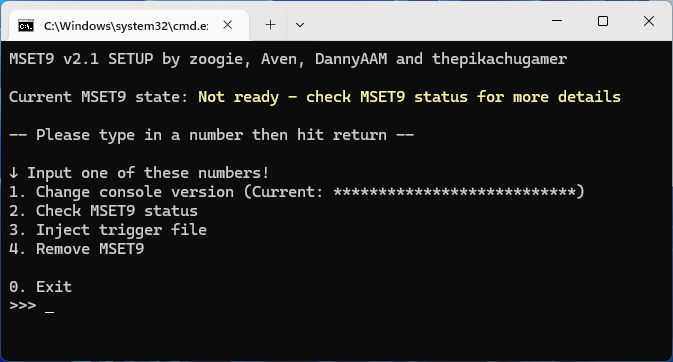 C:\Windows\system32\cmd.ex
MSET9 v2.1 SETUP by zoogie, Aven, DannyAAM and thepikachugamer
Current MSET9 state: Not ready – check MSET9 status for more details
-- Please type in a number then hit return --
↓ Input one of these numbers!
1. Change console version (Current: ***************************)
2. Check MSET9 status
3. Inject trigger file
4. Remove MSET9
0. Exit
>>> _